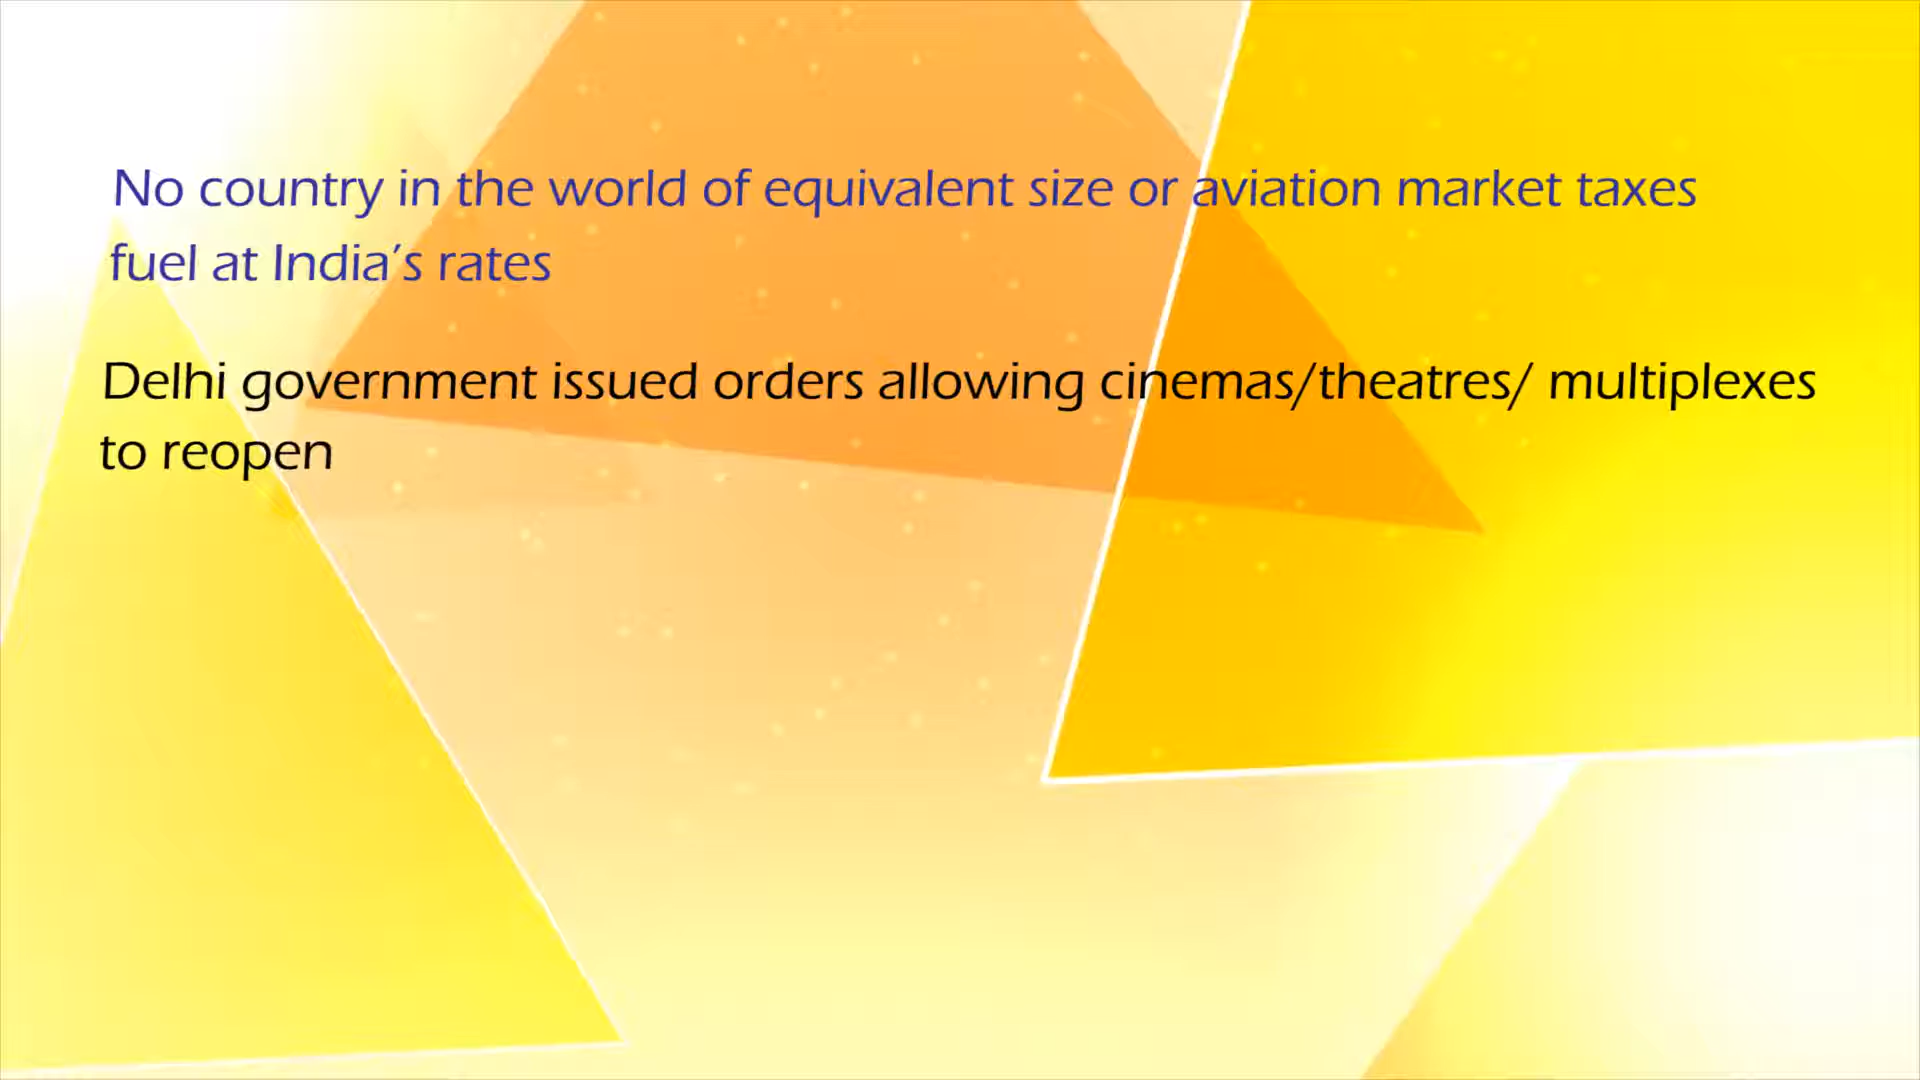 No country in the world of equivalent size or aviation market taxes
fuel at India’s rates
Delhi government issued orders allowing cinemas/theatres/ multiplexes
to reopen